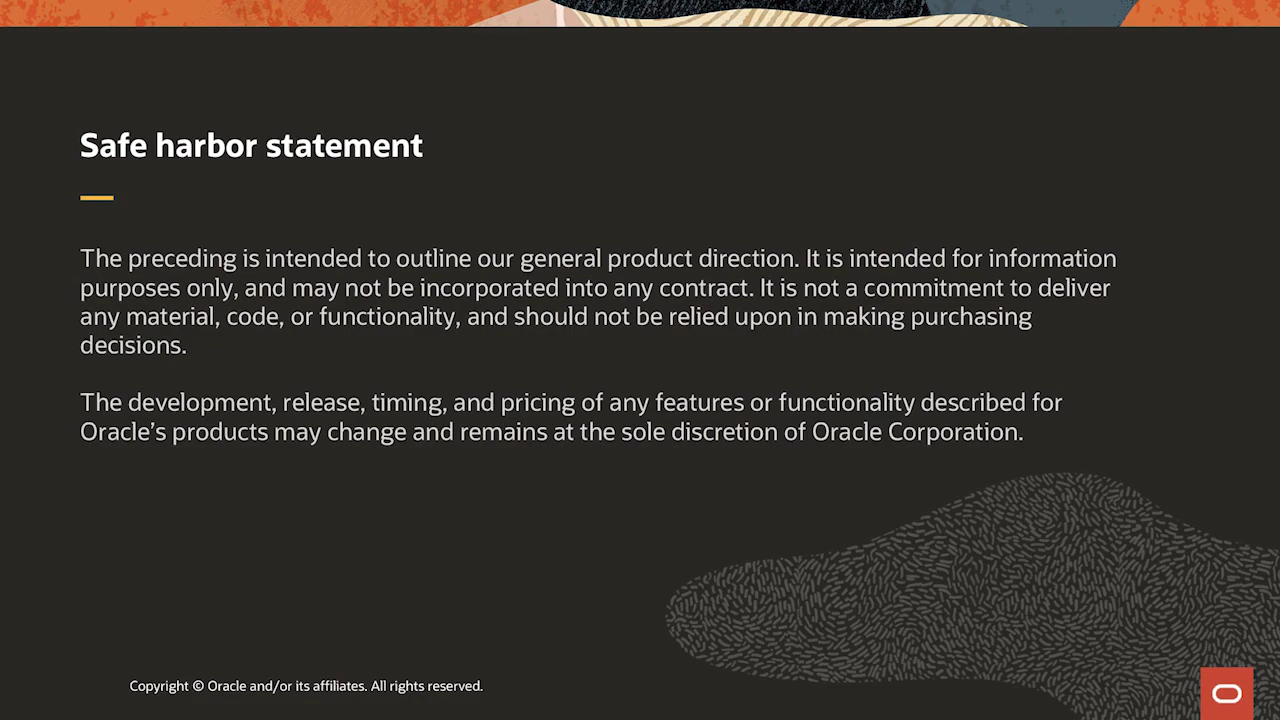 Safe harbor statement
The preceding is intended to outline our general product direction. It is intended for information
purposes only, and may not be incorporated into any contract. It is not a commitment to deliver
any material, code, or functionality, and should not be relied upon in making purchasing
decisions.
The development, release, timing, and pricing of any features or functionality described for
Oracle’s products may change and remains at the sole discretion of Oracle Corporation.
Copyright © Oracle and/or its affiliates. All rights reserved.